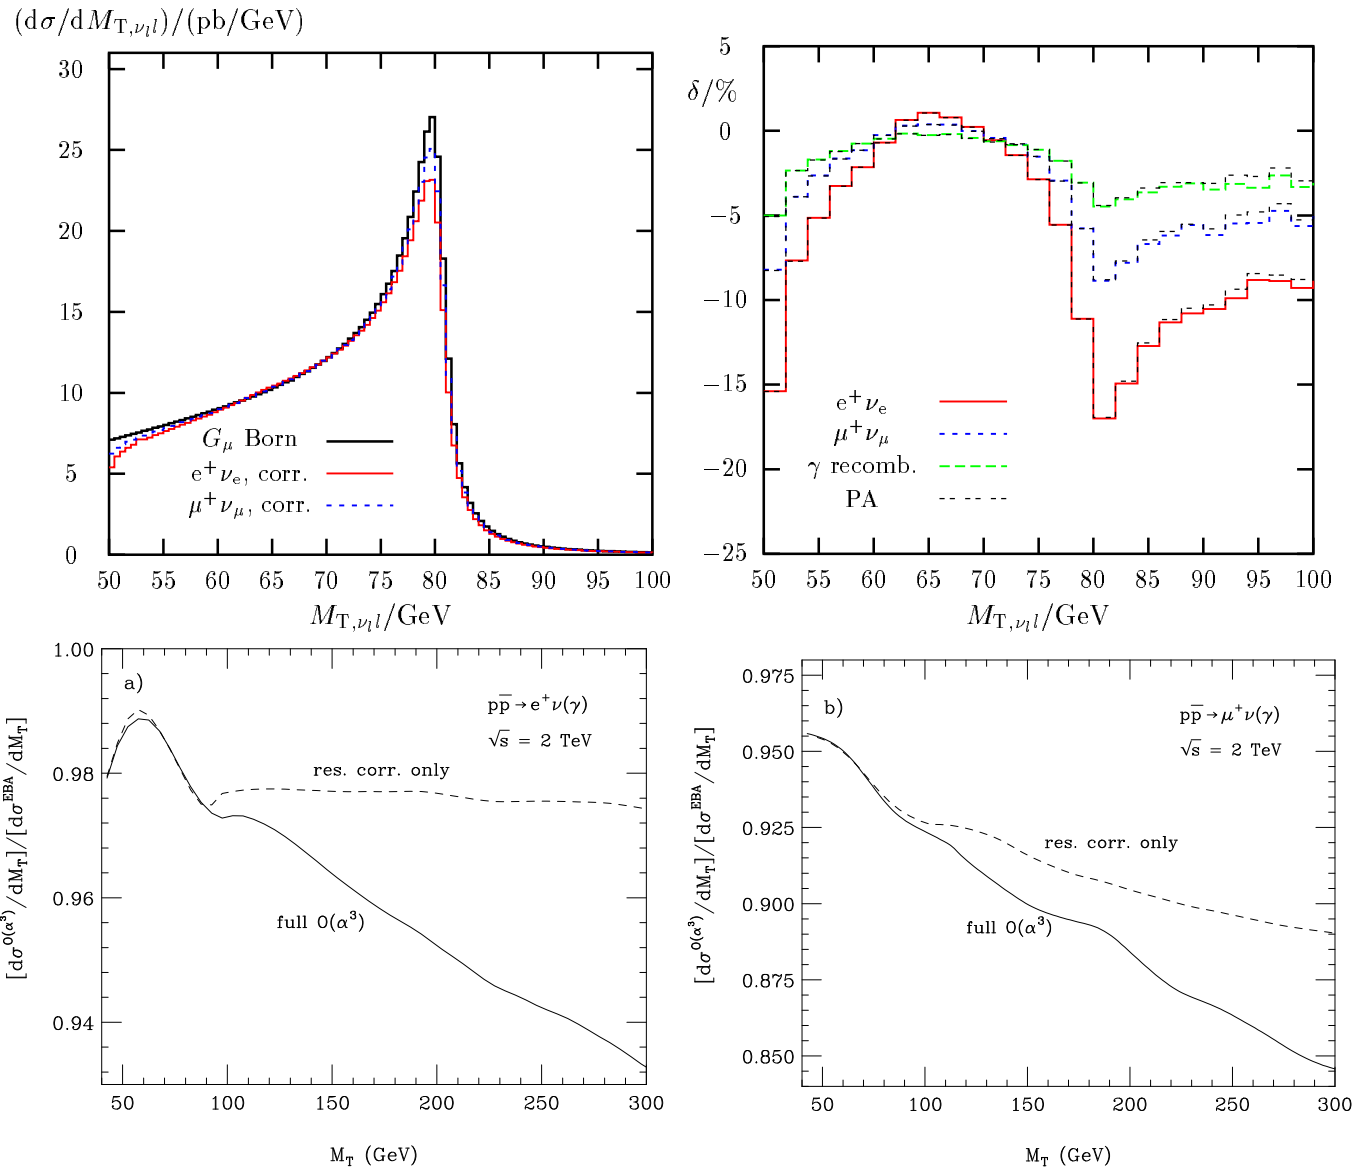 (dσ/dM_{T,ν_l l})/(pb/GeV)
30
25
20
15
10
5
0
G_μ Born
e⁺ν_e, corr.
μ⁺ν_μ, corr.
50 55 60 65 70 75 80 85 90 95 100
M_{T,ν_l l}/GeV
5
δ/%
0
−5
−10
−15
−20
−25
e⁺ν_e
μ⁺ν_μ
γ recomb.
PA
50 55 60 65 70 75 80 85 90 95 100
M_{T,ν_l l}/GeV
1.00
0.98
0.96
0.94
[dσ^{O(α³)}/dM_T]/[dσ^{EBA}/dM_T]
a)
pp̅→e⁺ν(γ)
√s = 2 TeV
res. corr. only
full O(α³)
50 100 150 200 250 300
M_T (GeV)
0.975
0.950
0.925
0.900
0.875
0.850
[dσ^{O(α³)}/dM_T]/[dσ^{EBA}/dM_T]
b)
pp̅→μ⁺ν(γ)
√s = 2 TeV
res. corr. only
full O(α³)
50 100 150 200 250 300
M_T (GeV)